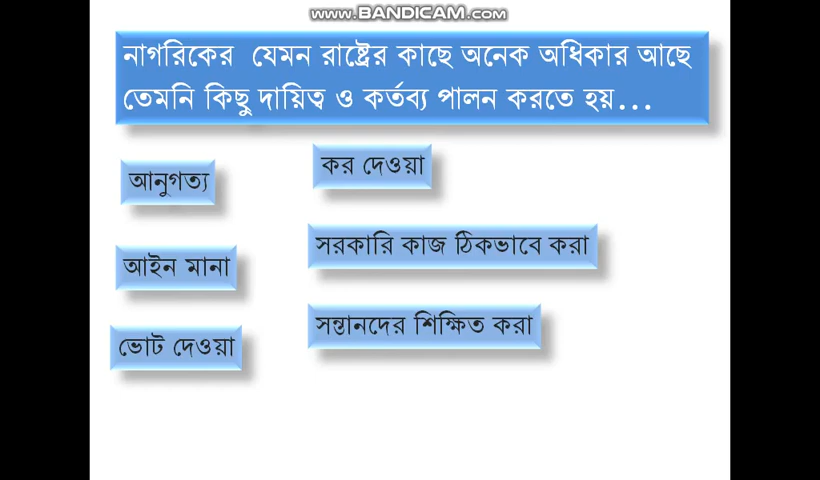 www.BANDICAM.com
নাগরিকের যেমন রাষ্ট্রের কাছে অনেক অধিকার আছে
তেমনি কিছু দায়িত্ব ও কর্তব্য পালন করতে হয়...
আনুগত্য
কর দেওয়া
আইন মানা
সরকারি কাজ ঠিকভাবে করা
ভোট দেওয়া
সন্তানদের শিক্ষিত করা